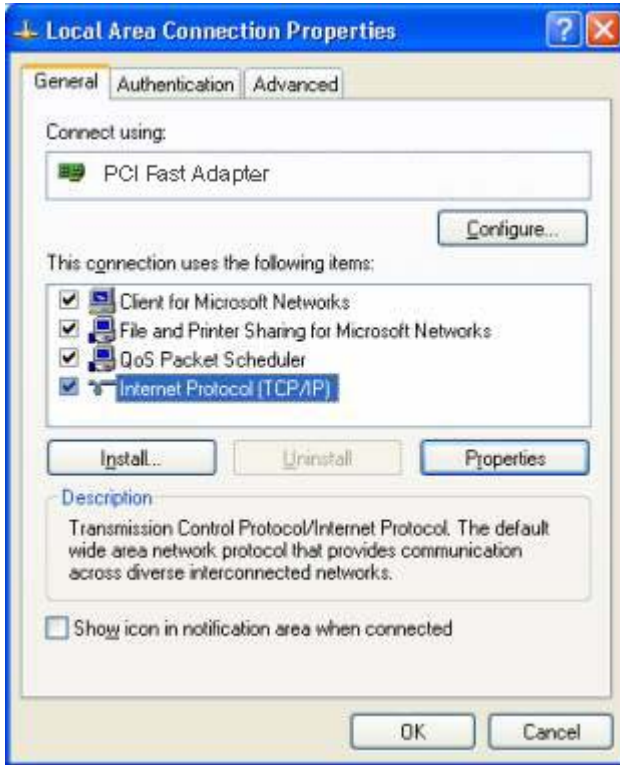 Local Area Connection Properties
General Authentication Advanced
Connect using:
PCI Fast Adapter
Configure...
This connection uses the following items:
Client for Microsoft Networks
File and Printer Sharing for Microsoft Networks
QoS Packet Scheduler
Internet Protocol (TCP/IP)
Install... Uninstall Properties
Description
Transmission Control Protocol/Internet Protocol. The default
wide area network protocol that provides communication
across diverse interconnected networks.
Show icon in notification area when connected
OK Cancel